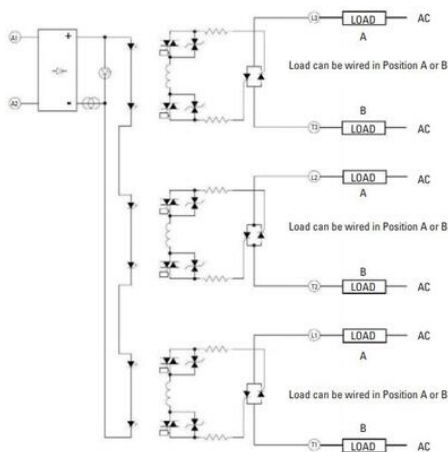 L3 LOAD AC
A1 +
A
Load can be wired in Position A or B
A2 -
B
T3 LOAD AC
L2 LOAD AC
A
Load can be wired in Position A or B
B
T2 LOAD AC
L1 LOAD AC
A
Load can be wired in Position A or B
B
T1 LOAD AC